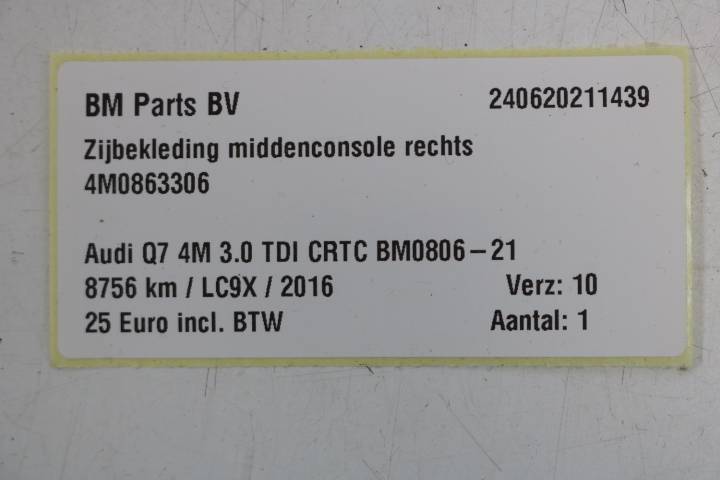 BM Parts BV 240620211439
Zijbekleding middenconsole rechts
4M0863306
Audi Q7 4M 3.0 TDI CRTC BM0806-21
8756 km / LC9X / 2016 Verz: 10
25 Euro incl. BTW Aantal: 1